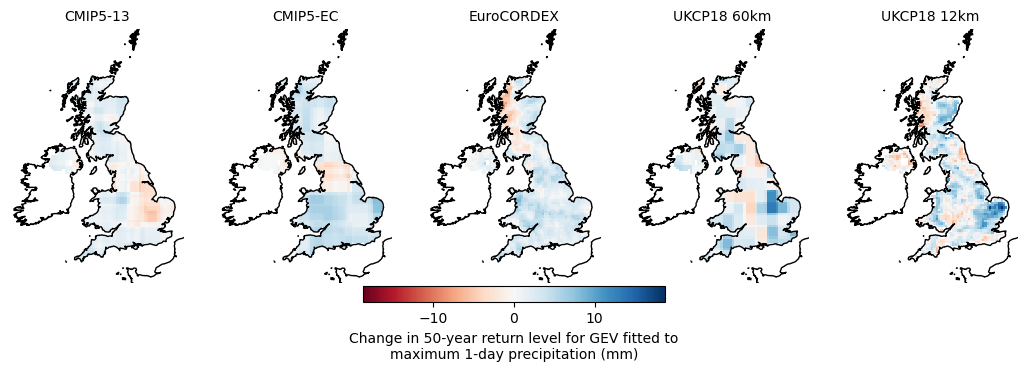 CMIP5-13
CMIP5-EC
EuroCORDEX
UKCP18 60km
UKCP18 12km
−10
0
10
Change in 50-year return level for GEV fitted to
maximum 1-day precipitation (mm)